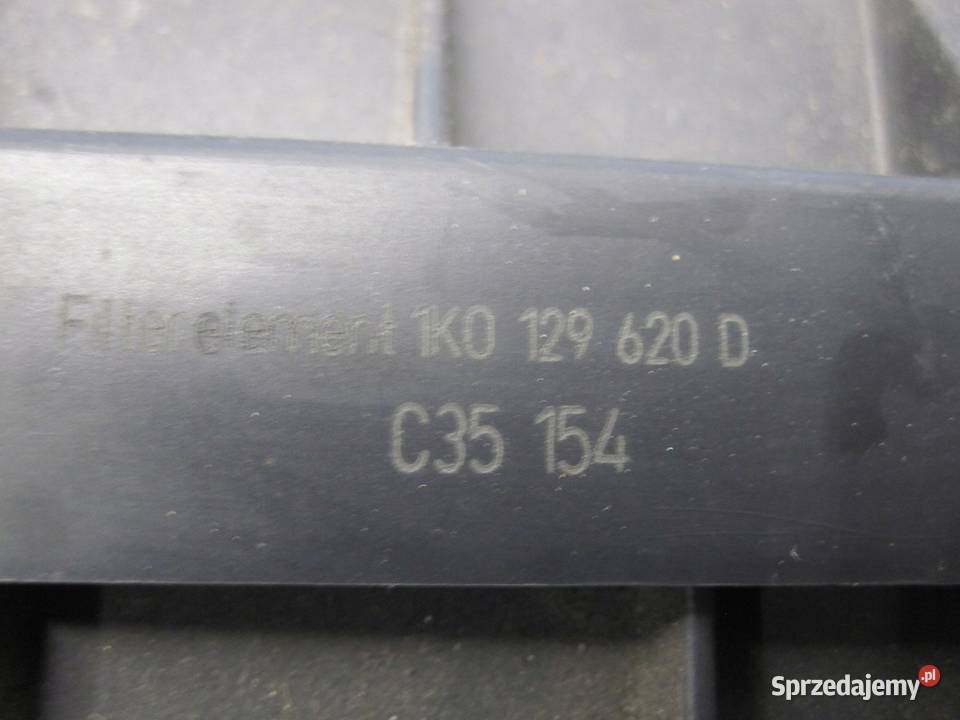 Filterelement 1K0 129 620 D
C35 154
Sprzedajemy.pl